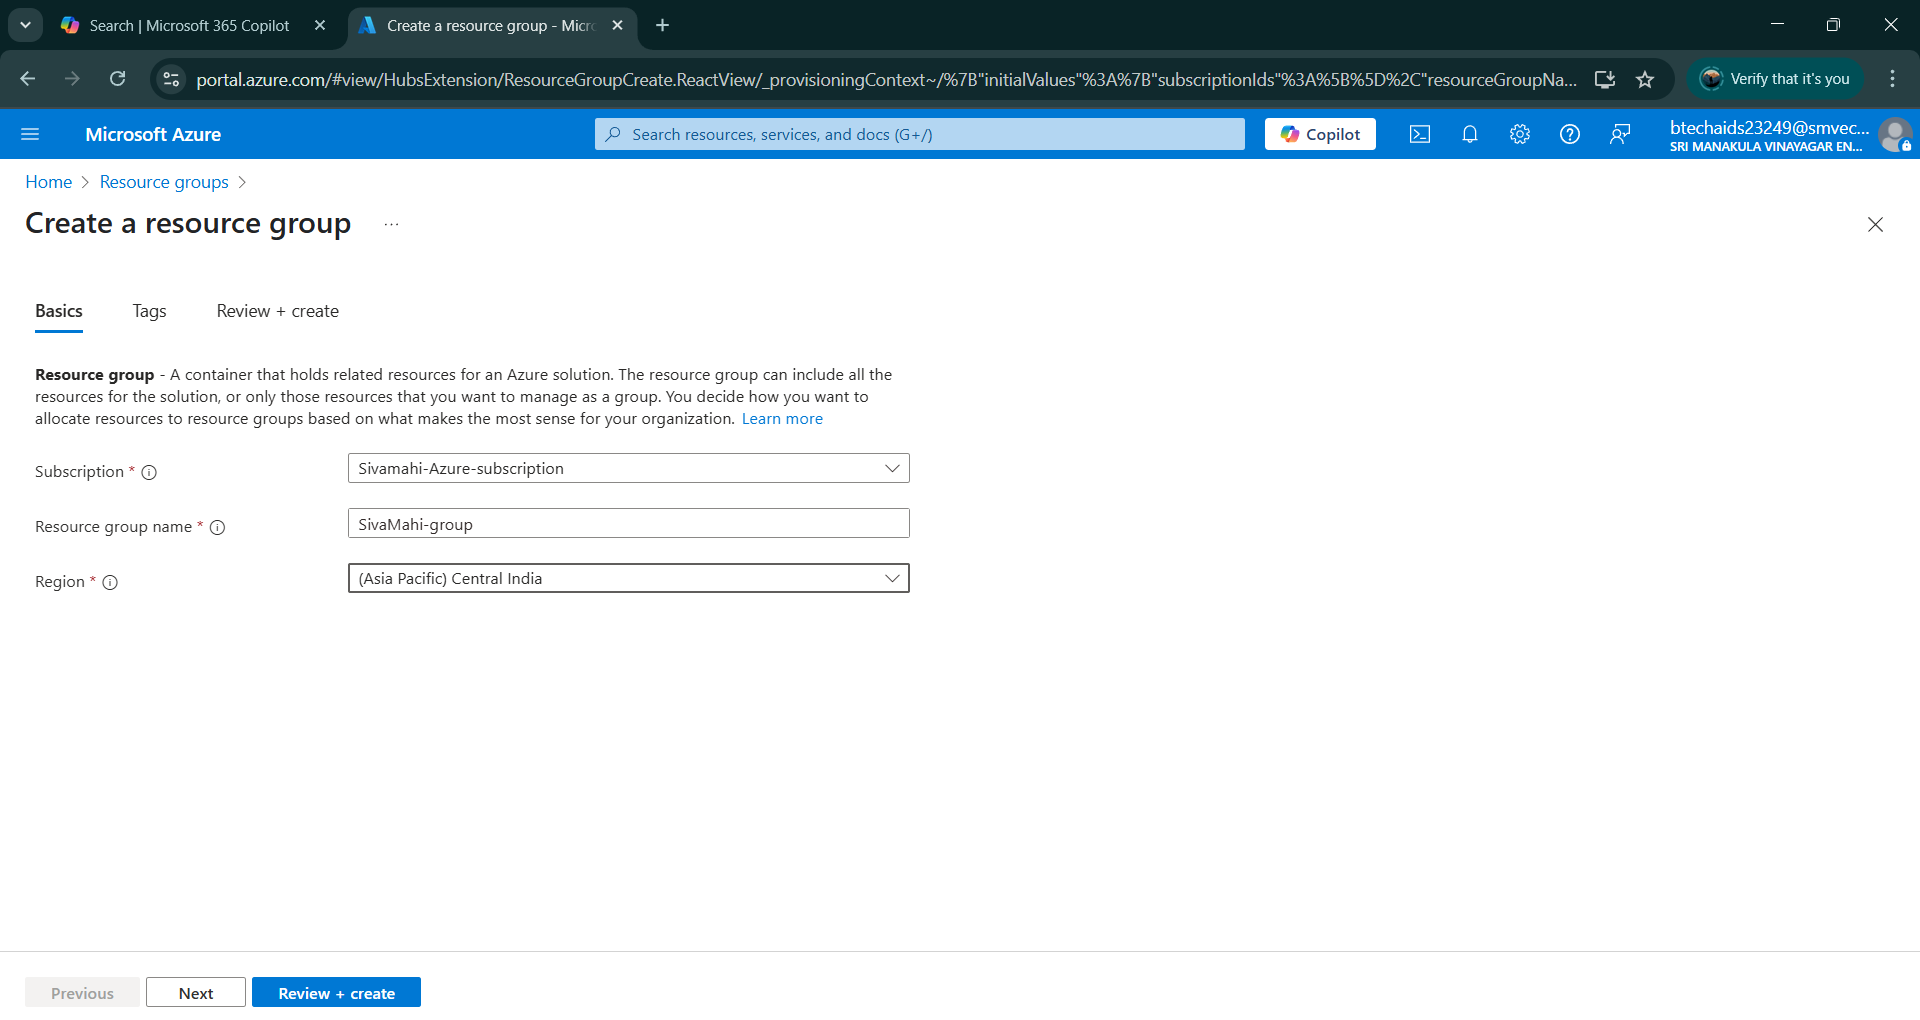 Search | Microsoft 365 Copilot
Create a resource group - Micro
portal.azure.com/#view/HubsExtension/ResourceGroupCreate.ReactView/_provisioningContext~/%7B"initialValues"%3A%7B"subscriptionIds"%3A%5B%5D%2C"resourceGroupNa...
Verify that it's you
Microsoft Azure
Search resources, services, and docs (G+/)
Copilot
btechaids23249@smvec...
SRI MANAKULA VINAYAGAR EN...
Home > Resource groups >
Create a resource group ...
Basics
Tags
Review + create
Resource group - A container that holds related resources for an Azure solution. The resource group can include all the
resources for the solution, or only those resources that you want to manage as a group. You decide how you want to
allocate resources to resource groups based on what makes the most sense for your organization. Learn more
Subscription *
Sivamahi-Azure-subscription
Resource group name *
SivaMahi-group
Region *
(Asia Pacific) Central India
Previous
Next
Review + create